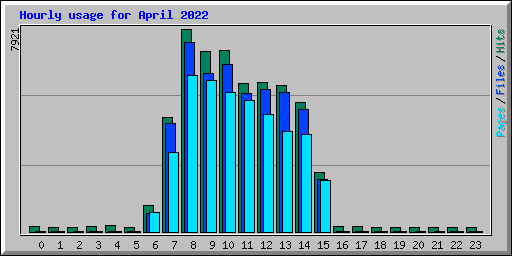 Hourly usage for April 2022
7921
Pages / Files / Hits
0 1 2 3 4 5 6 7 8 9 10 11 12 13 14 15 16 17 18 19 20 21 22 23